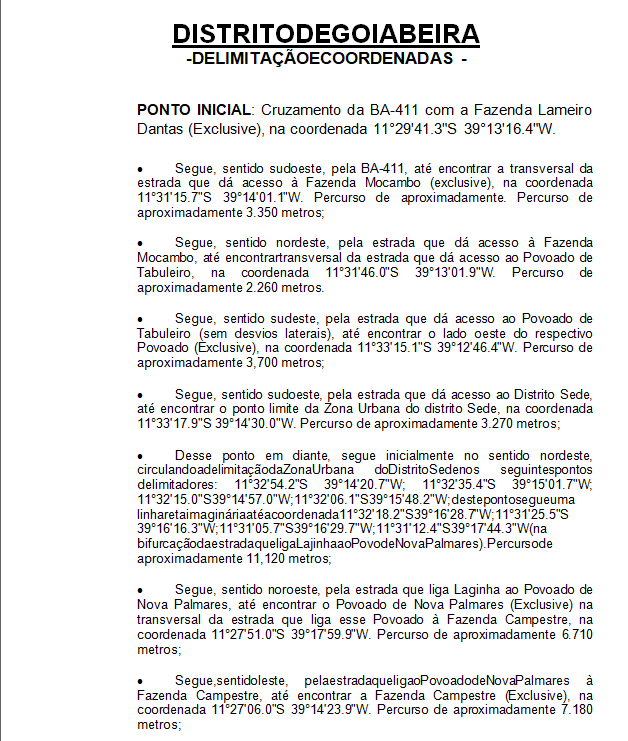 DISTRITODEGOIABEIRA
-DELIMITAÇÃOECOORDENADAS -
PONTO INICIAL: Cruzamento da BA-411 com a Fazenda Lameiro
Dantas (Exclusive), na coordenada 11°29'41.3"S 39°13'16.4"W.
• Segue, sentido sudoeste, pela BA-411, até encontrar a transversal da
estrada que dá acesso à Fazenda Mocambo (exclusive), na coordenada
11°31'15.7"S 39°14'01.1"W. Percurso de aproximadamente. Percurso de
aproximadamente 3.350 metros;
• Segue, sentido nordeste, pela estrada que dá acesso à Fazenda
Mocambo, até encontrartransversal da estrada que dá acesso ao Povoado de
Tabuleiro, na coordenada 11°31'46.0"S 39°13'01.9"W. Percurso de
aproximadamente 2.260 metros.
• Segue, sentido sudeste, pela estrada que dá acesso ao Povoado de
Tabuleiro (sem desvios laterais), até encontrar o lado oeste do respectivo
Povoado (Exclusive), na coordenada 11°33'15.1"S 39°12'46.4"W. Percurso de
aproximadamente 3,700 metros;
• Segue, sentido sudoeste, pela estrada que dá acesso ao Distrito Sede,
até encontrar o ponto limite da Zona Urbana do distrito Sede, na coordenada
11°33'17.9"S 39°14'30.0"W. Percurso de aproximadamente 3.270 metros;
• Desse ponto em diante, segue inicialmente no sentido nordeste,
circulandoadelimitaçãodaZonaUrbana doDistritoSedenos seguintespontos
delimitadores: 11°32'54.2"S 39°14'20.7"W; 11°32'35.4"S 39°15'01.7"W;
11°32'15.0"S39°14'57.0"W;11°32'06.1"S39°15'48.2"W;destepontosegueuma
linharetaimagináriaatéacoordenada11°32'18.2"S39°16'28.7"W;11°31'25.5"S
39°16'16.3"W;11°31'05.7"S39°16'29.7"W;11°31'12.4"S39°17'44.3"W(na
bifurcaçãodaestradaqueligaLajinhaaoPovodeNovaPalmares).Percursode
aproximadamente 11,120 metros;
• Segue, sentido noroeste, pela estrada que liga Laginha ao Povoado de
Nova Palmares, até encontrar o Povoado de Nova Palmares (Exclusive) na
transversal da estrada que liga esse Povoado à Fazenda Campestre, na
coordenada 11°27'51.0"S 39°17'59.9"W. Percurso de aproximadamente 6.710
metros;
• Segue,sentidoleste, pelaestradaqueligaoPovoadodeNovaPalmares à
Fazenda Campestre, até encontrar a Fazenda Campestre (Exclusive), na
coordenada 11°27'06.0"S 39°14'23.9"W. Percurso de aproximadamente 7.180
metros;